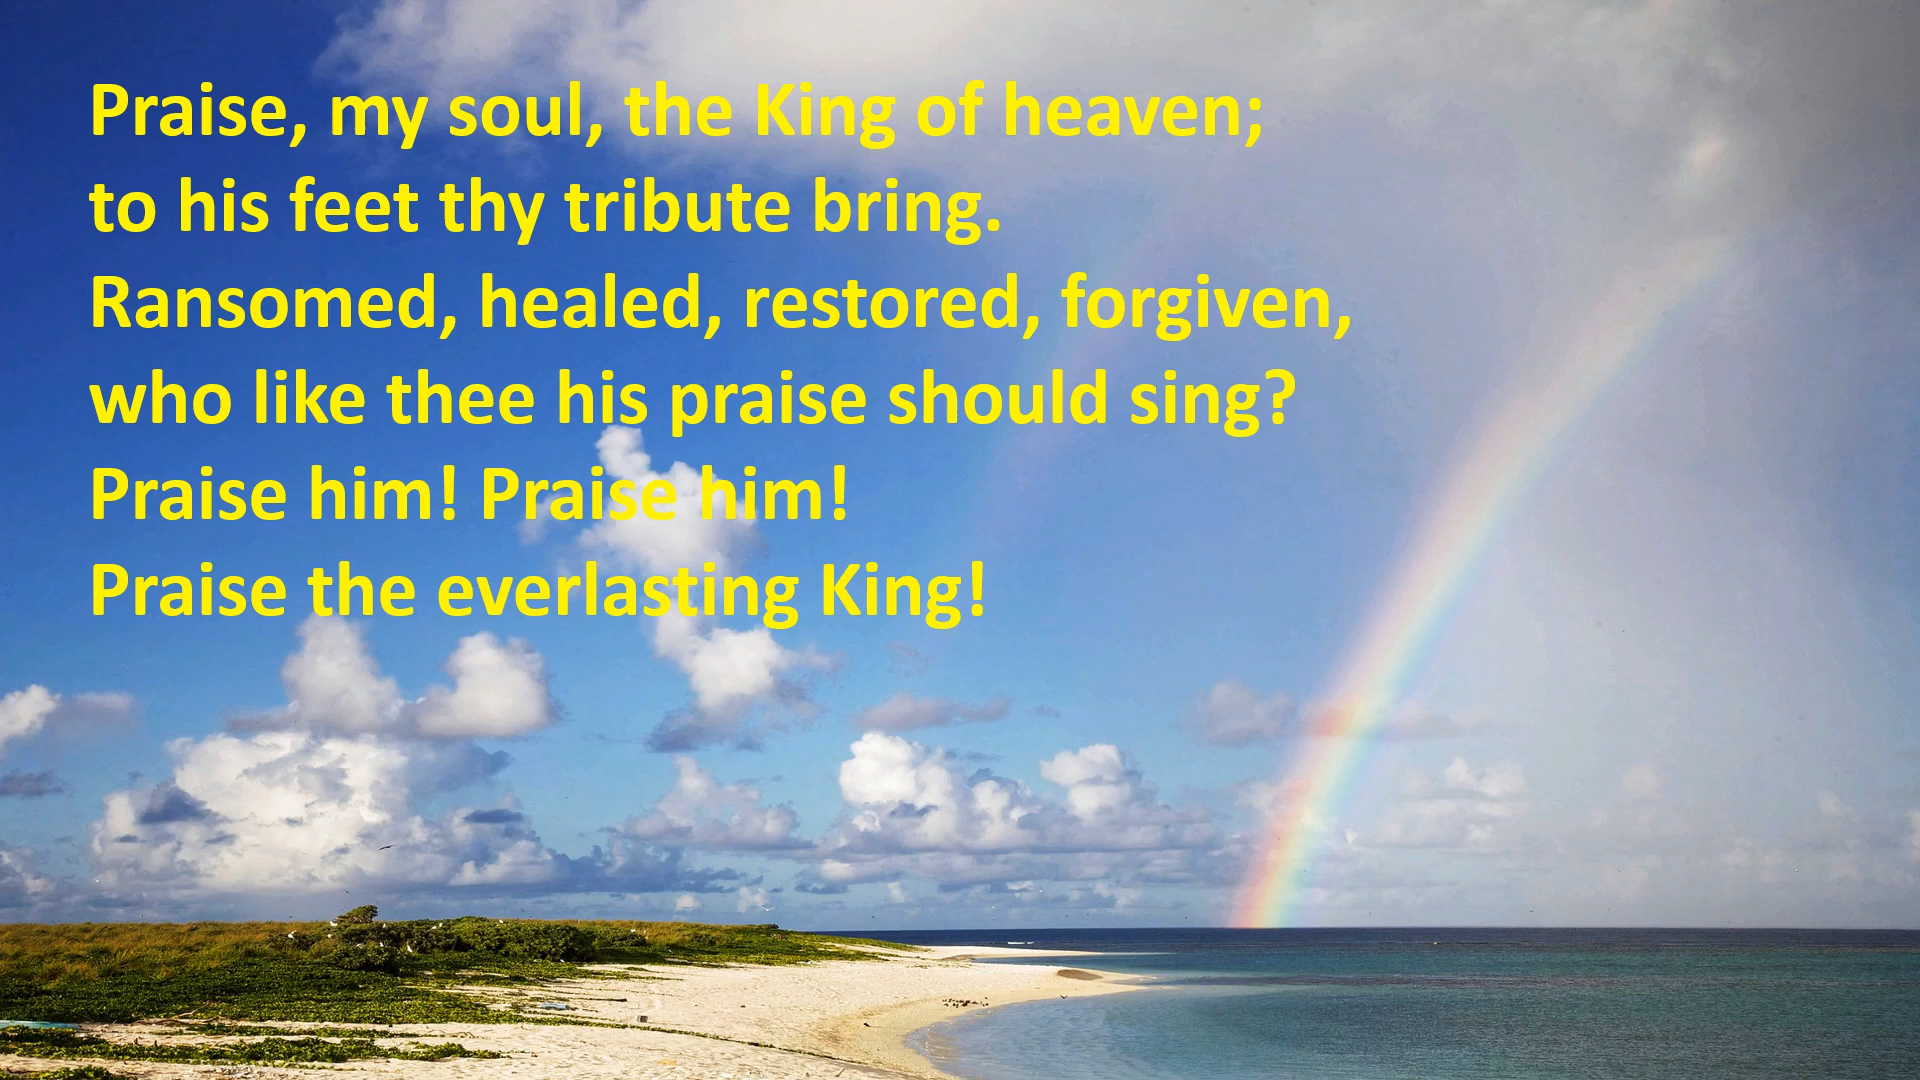 Praise, my soul, the King of heaven;
to his feet thy tribute bring.
Ransomed, healed, restored, forgiven,
who like thee his praise should sing?
Praise him! Praise him!
Praise the everlasting King!